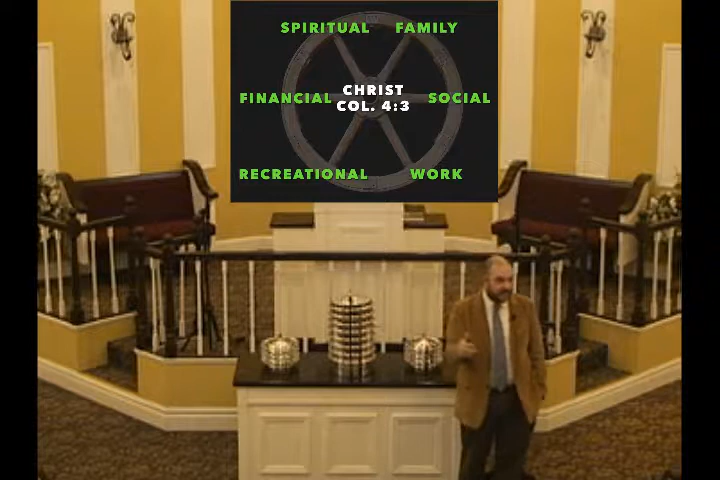 SPIRITUAL FAMILY
FINANCIAL CHRIST SOCIAL
COL. 4:3
RECREATIONAL WORK